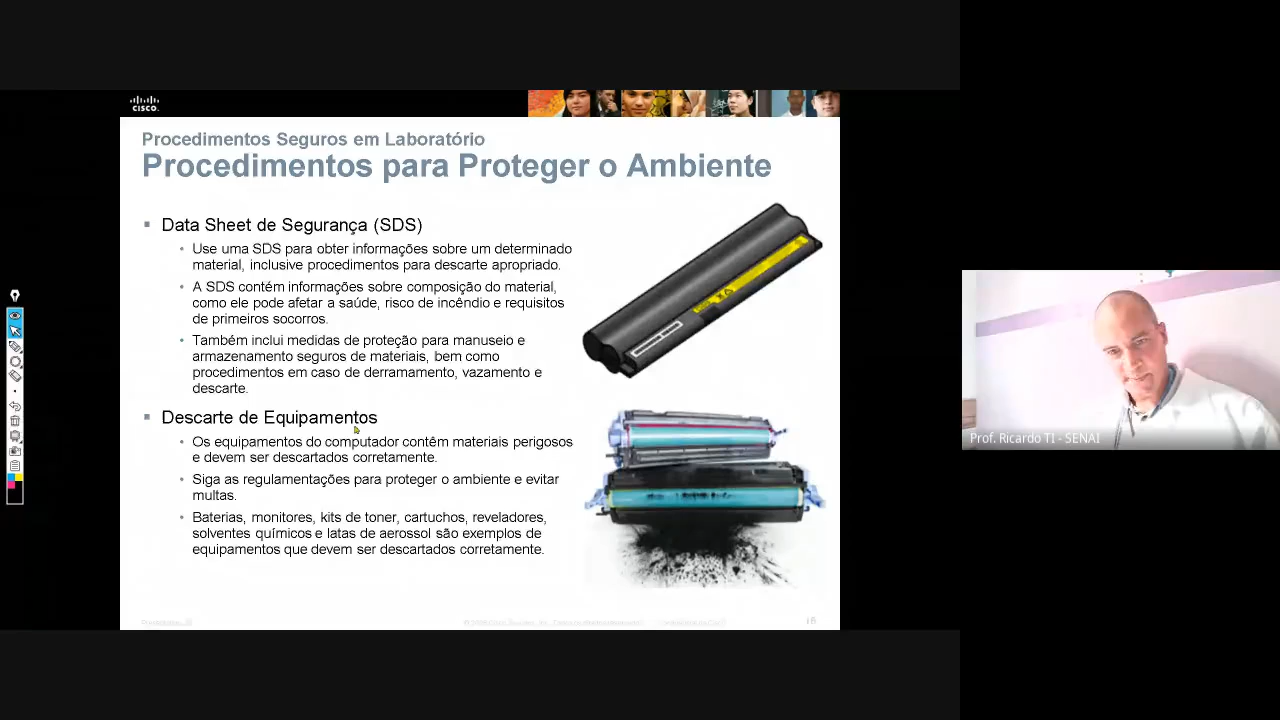 CISCO
Procedimentos Seguros em Laboratório
Procedimentos para Proteger o Ambiente
Data Sheet de Segurança (SDS)
Use uma SDS para obter informações sobre um determinado
material, inclusive procedimentos para descarte apropriado.
A SDS contém informações sobre composição do material,
como ele pode afetar a saúde, risco de incêndio e requisitos
de primeiros socorros.
Também inclui medidas de proteção para manuseio e
armazenamento seguros de materiais, bem como
procedimentos em caso de derramamento, vazamento e
descarte.
Descarte de Equipamentos
Os equipamentos do computador contêm materiais perigosos
e devem ser descartados corretamente.
Siga as regulamentações para proteger o ambiente e evitar
multas.
Baterias, monitores, kits de toner, cartuchos, reveladores,
solventes químicos e latas de aerossol são exemplos de
equipamentos que devem ser descartados corretamente.
Prof. Ricardo TI - SENAI